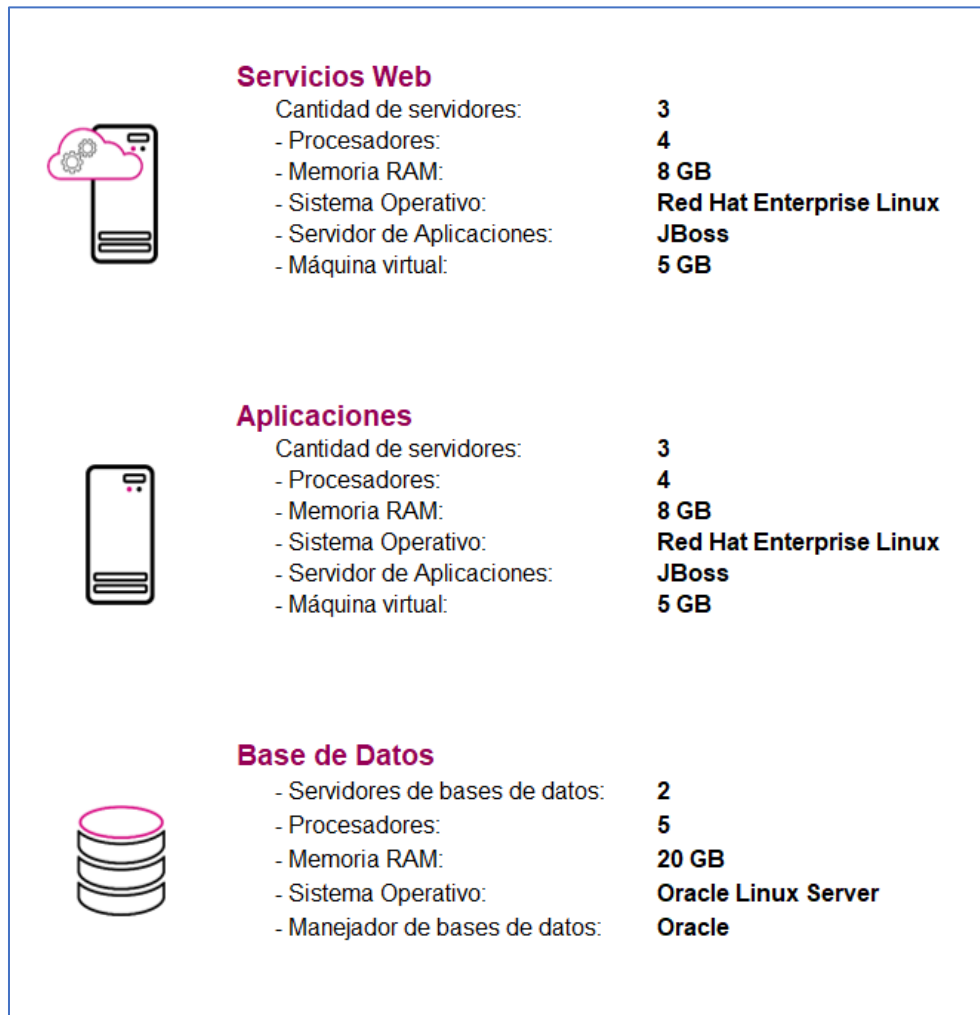 Servicios Web
Cantidad de servidores: 3
- Procesadores: 4
- Memoria RAM: 8 GB
- Sistema Operativo: Red Hat Enterprise Linux
- Servidor de Aplicaciones: JBoss
- Máquina virtual: 5 GB
Aplicaciones
Cantidad de servidores: 3
- Procesadores: 4
- Memoria RAM: 8 GB
- Sistema Operativo: Red Hat Enterprise Linux
- Servidor de Aplicaciones: JBoss
- Máquina virtual: 5 GB
Base de Datos
- Servidores de bases de datos: 2
- Procesadores: 5
- Memoria RAM: 20 GB
- Sistema Operativo: Oracle Linux Server
- Manejador de bases de datos: Oracle